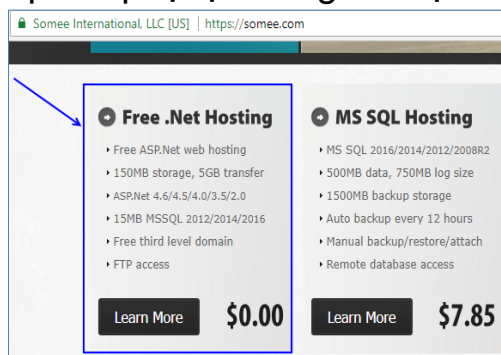 Somee International, LLC [US] | https://somee.com
Free .Net Hosting
Free ASP.Net web hosting
150MB storage, 5GB transfer
ASP.Net 4.6/4.5/4.0/3.5/2.0
15MB MSSQL 2012/2014/2016
Free third level domain
FTP access
Learn More $0.00
MS SQL Hosting
MS SQL 2016/2014/2012/2008R2
500MB data, 750MB log size
1500MB backup storage
Auto backup every 12 hours
Manual backup/restore/attach
Remote database access
Learn More $7.85